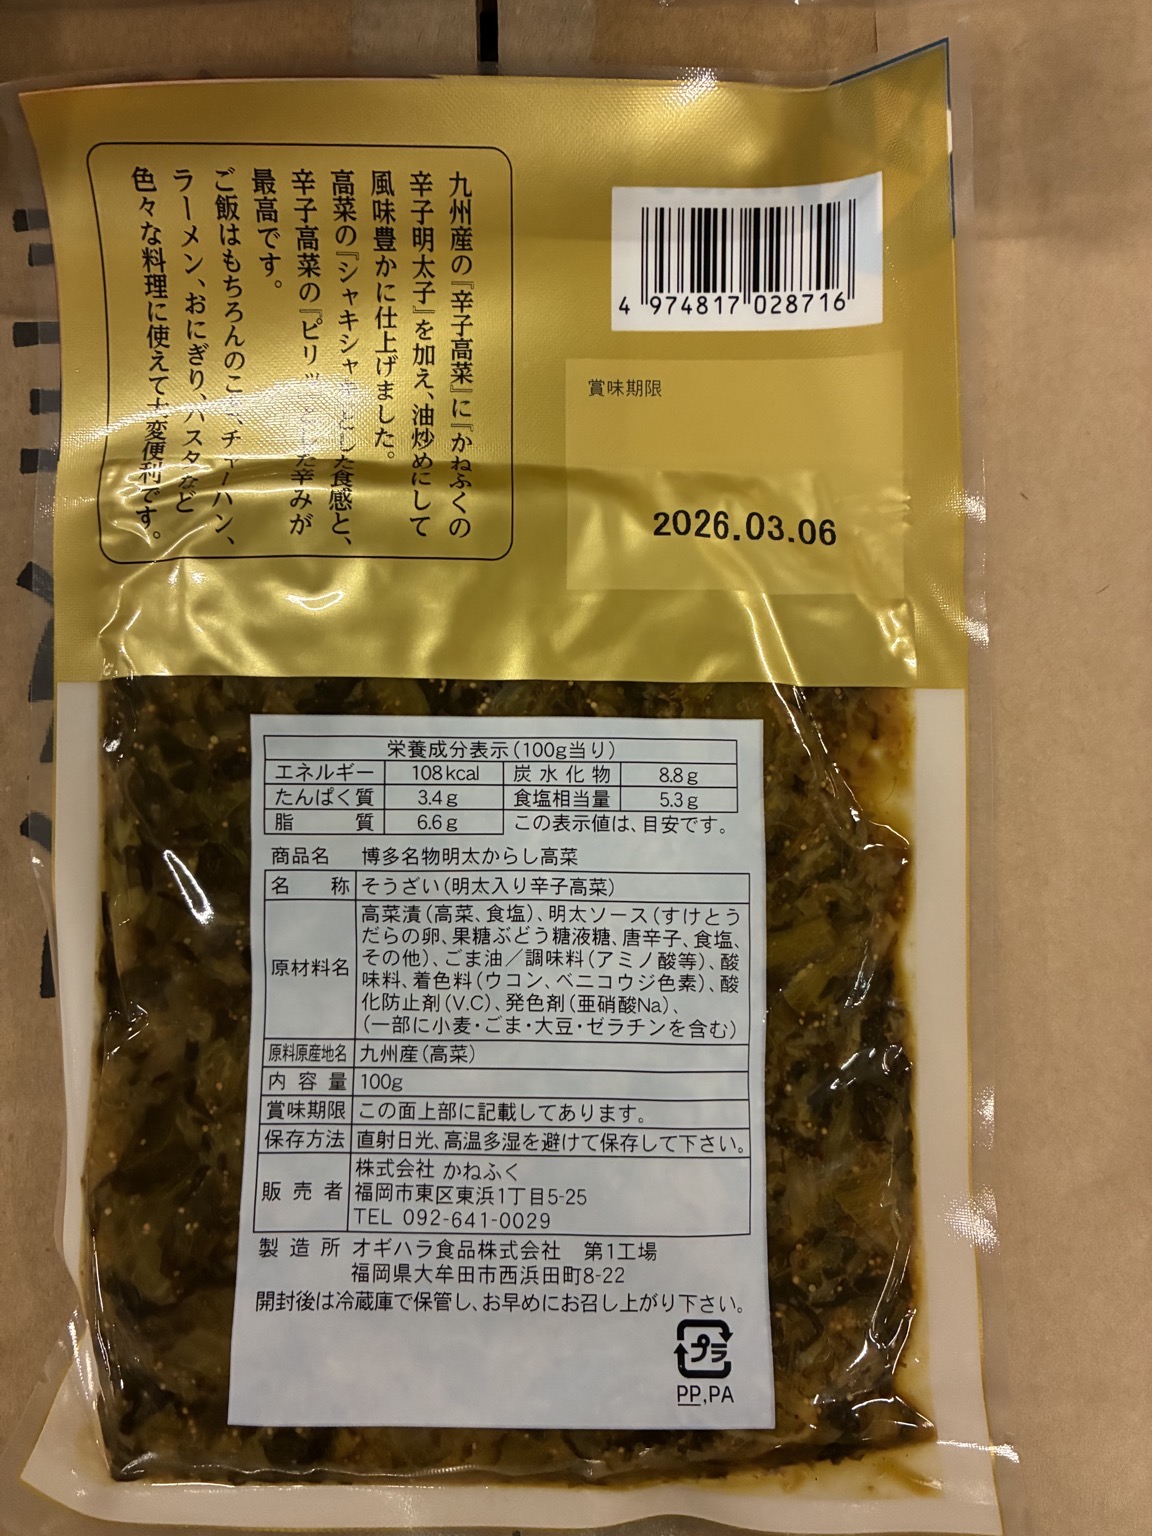 九州産の『辛子高菜』に『かねふくの
辛子明太子』を加え、油炒めにして
風味豊かに仕上げました。
高菜の『シャキシャキ』とした食感と、
辛子高菜の『ピリッ』とした辛みが
最高です。
ご飯はもちろんのこと、チャーハン、
ラーメン、おにぎり、パスタなど
色々な料理に使えて大変便利です。
4 974817 028716
賞味期限
2026.03.06
栄養成分表示(100g当り)
エネルギー 108kcal 炭水化物 8.8g
たんぱく質 3.4g 食塩相当量 5.3g
脂質 6.6g この表示値は、目安です。
商品名 博多名物明太からし高菜
名称 そうざい(明太入り辛子高菜)
原材料名 高菜漬(高菜、食塩)、明太ソース(すけとう
だらの卵、果糖ぶどう糖液糖、唐辛子、食塩、
その他)、ごま油／調味料(アミノ酸等)、酸
味料、着色料(ウコン、ベニコウジ色素)、酸
化防止剤(V.C)、発色剤(亜硝酸Na)、
(一部に小麦・ごま・大豆・ゼラチンを含む)
原料原産地名 九州産(高菜)
内容量 100g
賞味期限 この面上部に記載してあります。
保存方法 直射日光、高温多湿を避けて保存して下さい。
販売者 株式会社 かねふく
福岡市東区東浜1丁目5-25
TEL 092-641-0029
製造所 オギハラ食品株式会社 第1工場
福岡県大牟田市西浜田町8-22
開封後は冷蔵庫で保管し、お早めにお召し上がり下さい。
プラ
PP,PA